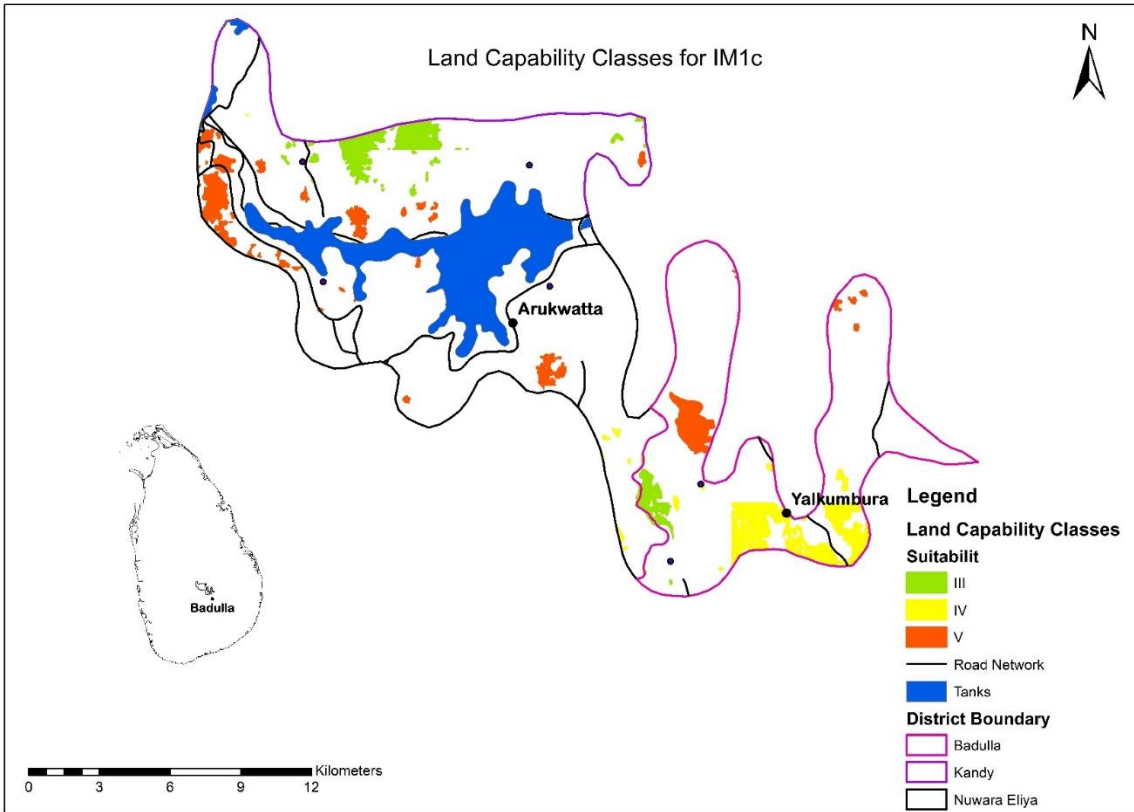 Land Capability Classes for IM1c
N
Arukwatta
Yalkumbura
Badulla
Legend
Land Capability Classes
Suitabilit
III
IV
V
Road Network
Tanks
District Boundary
Badulla
Kandy
Nuwara Eliya
Kilometers
0 3 6 9 12